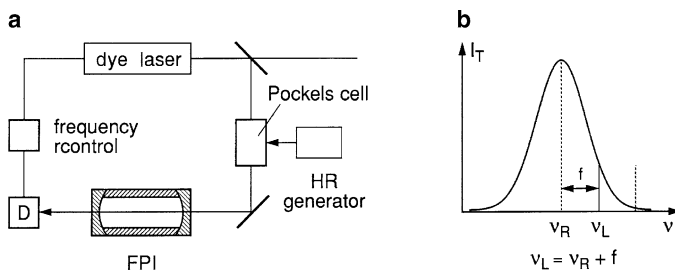 a
dye laser
Pockels cell
frequency
rcontrol
HR
generator
D
FPI
b
I_T
f
ν_R
ν_L
ν
ν_L = ν_R + f